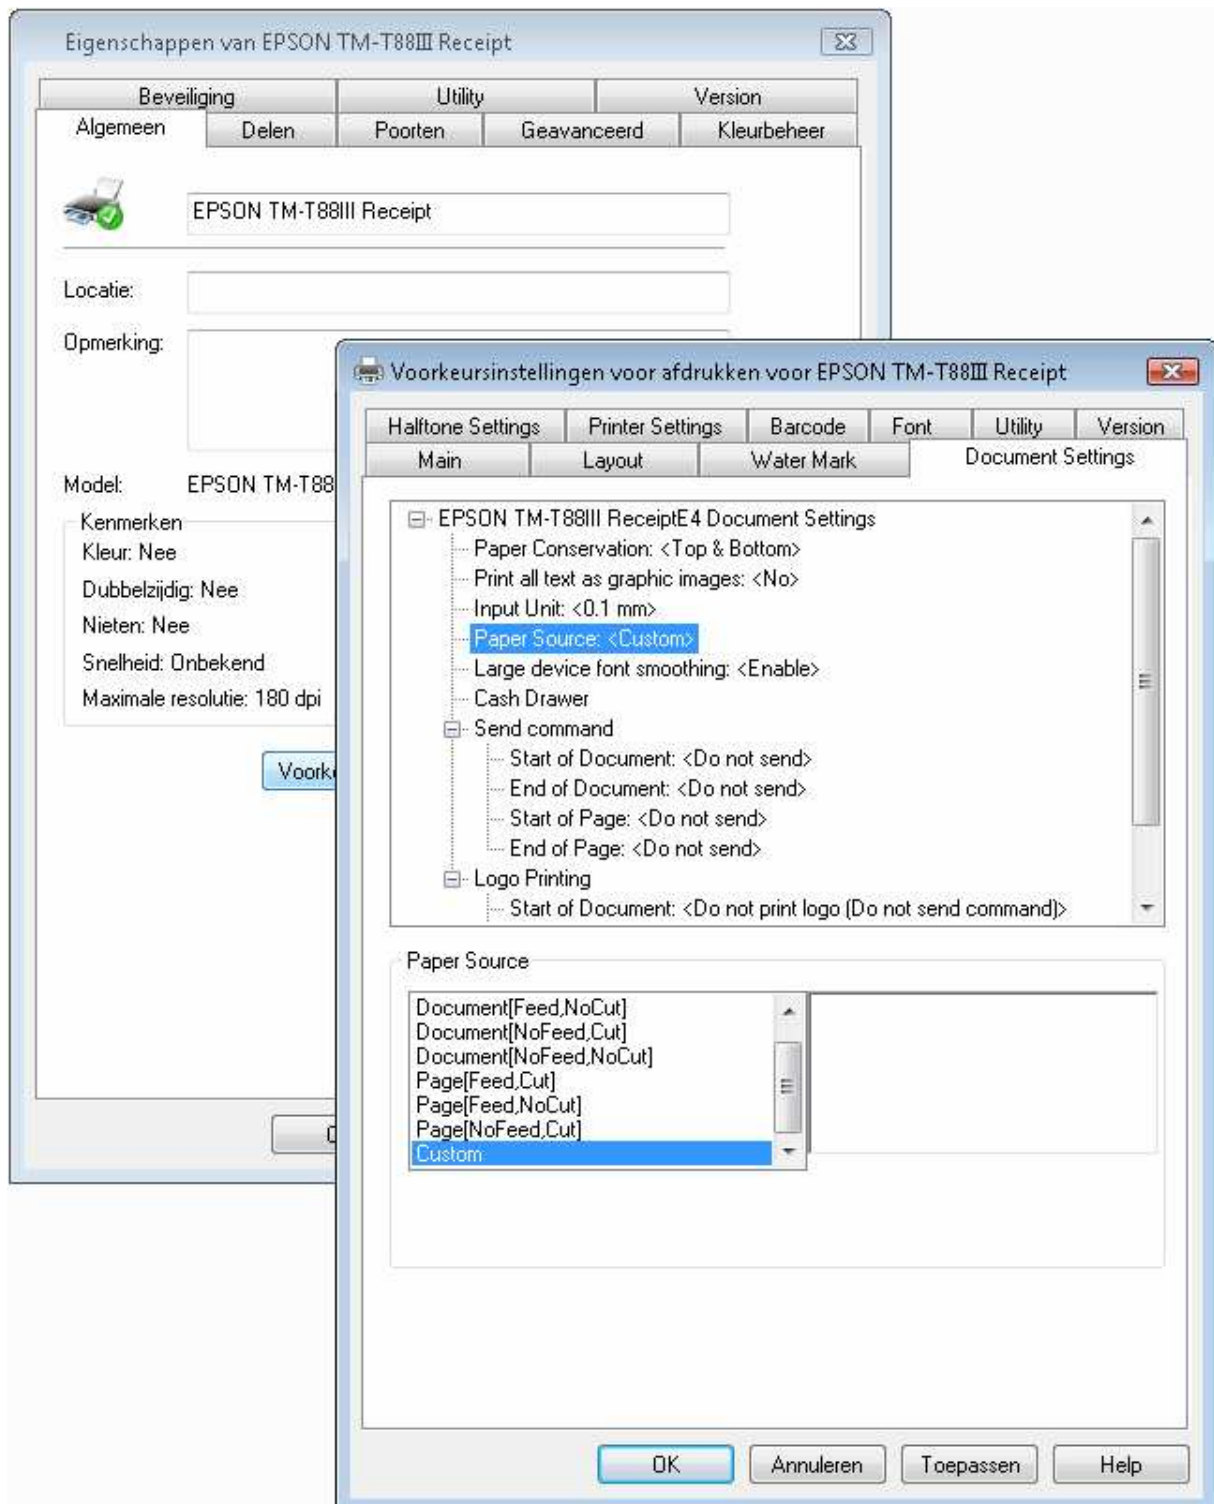 Eigenschappen van EPSON TM-T88III Receipt
Beveiliging Utility Version
Algemeen Delen Poorten Geavanceerd Kleurbeheer
EPSON TM-T88III Receipt
Locatie:
Opmerking:
Model: EPSON TM-T88
Kenmerken
Kleur: Nee
Dubbelzijdig: Nee
Nieten: Nee
Snelheid: Onbekend
Maximale resolutie: 180 dpi
Voorkeursinstellingen voor afdrukken voor EPSON TM-T88III Receipt
Halftone Settings Printer Settings Barcode Font Utility Version
Main Layout Water Mark Document Settings
EPSON TM-T88III ReceiptE4 Document Settings
Paper Conservation: <Top & Bottom>
Print all text as graphic images: <No>
Input Unit: <0.1 mm>
Paper Source: <Custom>
Large device font smoothing: <Enable>
Cash Drawer
Send command
Start of Document: <Do not send>
End of Document: <Do not send>
Start of Page: <Do not send>
End of Page: <Do not send>
Logo Printing
Start of Document: <Do not print logo (Do not send command)>
Paper Source
Document[Feed,NoCut]
Document[NoFeed,Cut]
Document[NoFeed,NoCut]
Page[Feed,Cut]
Page[Feed,NoCut]
Page[NoFeed,Cut]
Custom
OK Annuleren Toepassen Help